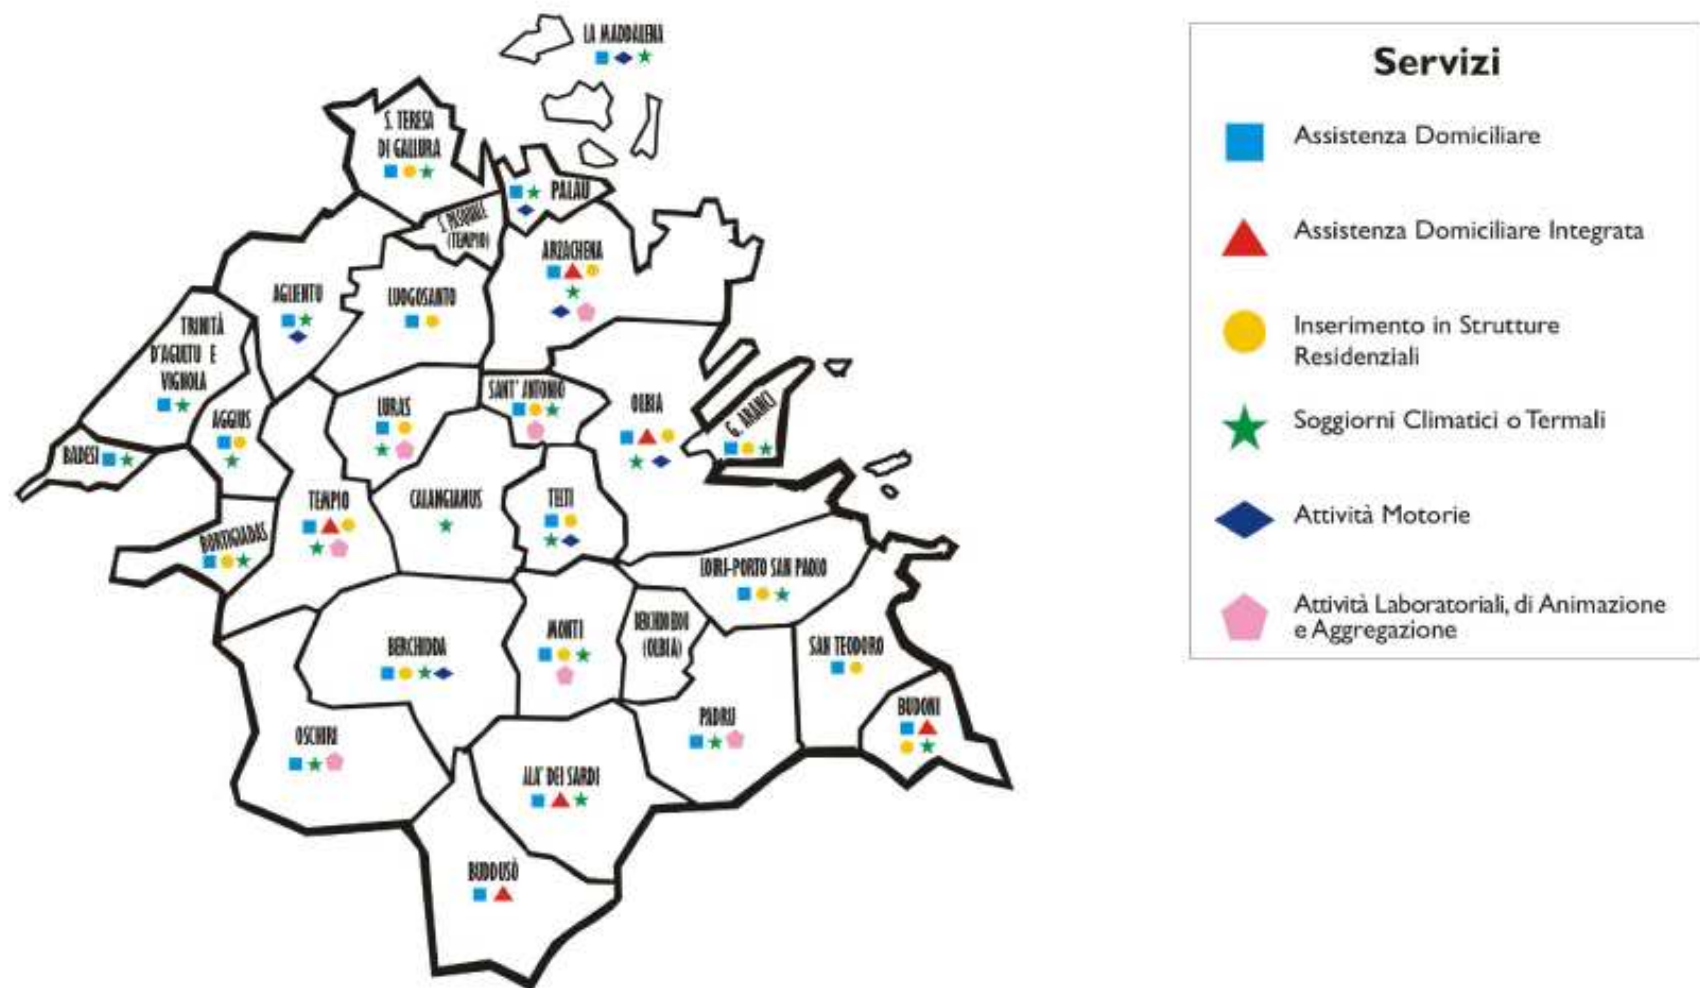 LA MADDALENA
S. TERESA
DI GALLURA
PALAU
S. PASQUALE
(TEMPIO)
ARZACHENA
AGLIENTU
LUOGOSANTO
TRINITÀ
D'AGULTU E
VIGNOLA
AGGIUS
LURAS
SANT' ANTONIO
OLBIA
G. ARANCI
BADESI
TEMPIO
CALANGIANUS
TELTI
BORTIGIADAS
LOIRI-PORTO SAN PAOLO
BERCHIDDA
MONTI
BERCHIDDEDDU
(OLBIA)
SAN TEODORO
BUDONI
PADRU
OSCHIRI
ALA' DEI SARDI
BUDDUSÒ
Servizi
Assistenza Domiciliare
Assistenza Domiciliare Integrata
Inserimento in Strutture
Residenziali
Soggiorni Climatici o Termali
Attività Motorie
Attività Laboratoriali, di Animazione
e Aggregazione